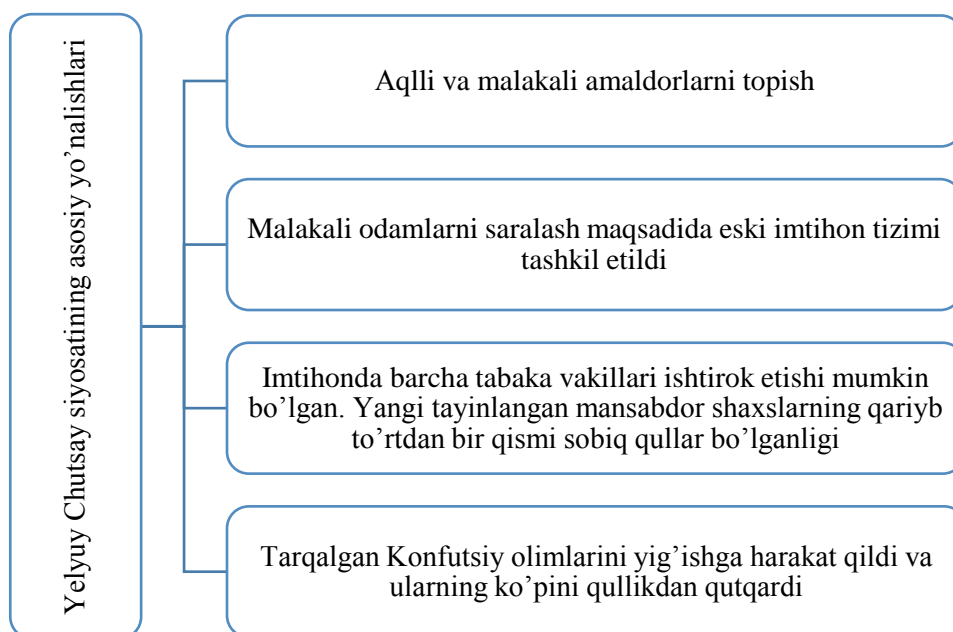 Yelyuy Chutsay siyosatining asosiy yo’nalishlari
Aqlli va malakali amaldorlarni topish
Malakali odamlarni saralash maqsadida eski imtihon tizimi
tashkil etildi
Imtihonda barcha tabaka vakillari ishtirok etishi mumkin
bo’lgan. Yangi tayinlangan mansabdor shaxslarning qariyb
to’rtdan bir qismi sobiq qullar bo’lganligi
Tarqalgan Konfutsiy olimlarini yig’ishga harakat qildi va
ularning ko’pini qullikdan qutqardi